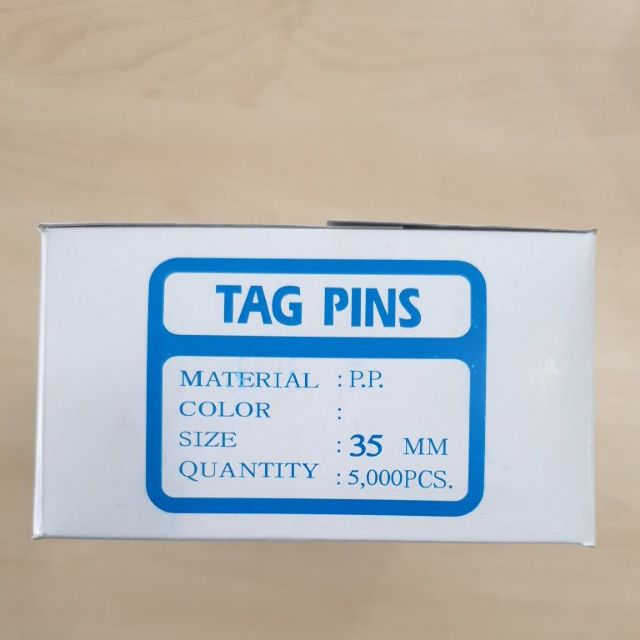 TAG PINS
MATERIAL : P.P.
COLOR :
SIZE : 35 MM
QUANTITY : 5,000PCS.